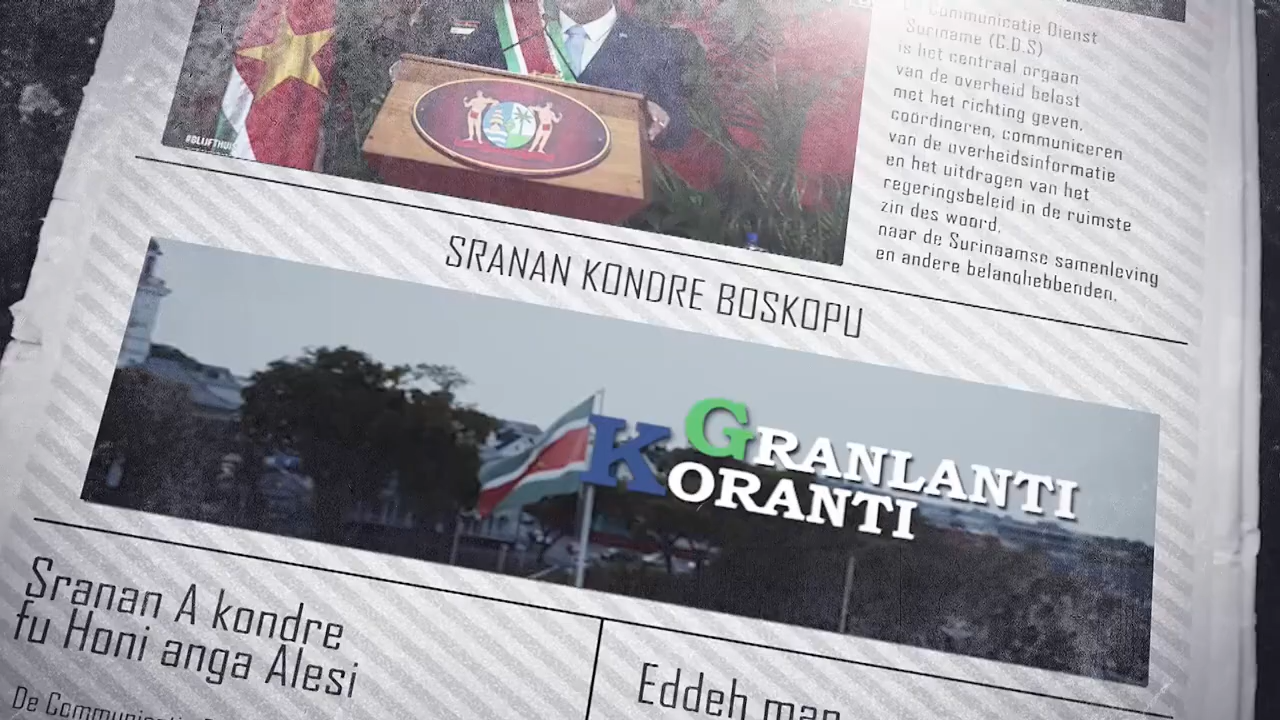 Communicatie Dienst
Suriname (C.D.S)
is het centraal orgaan
van de overheid belast
met het richting geven,
coördineren, communiceren
van de overheidsinformatie
en het uitdragen van het
regeringsbeleid in de ruimste
zin des woord,
naar de Surinaamse samenleving
en andere belanghebbenden.
SRANAN KONDRE BOSKOPU
GRANLANTI
KORANTI
Sranan A kondre
fu Honi anga Alesi
De
Eddeh man